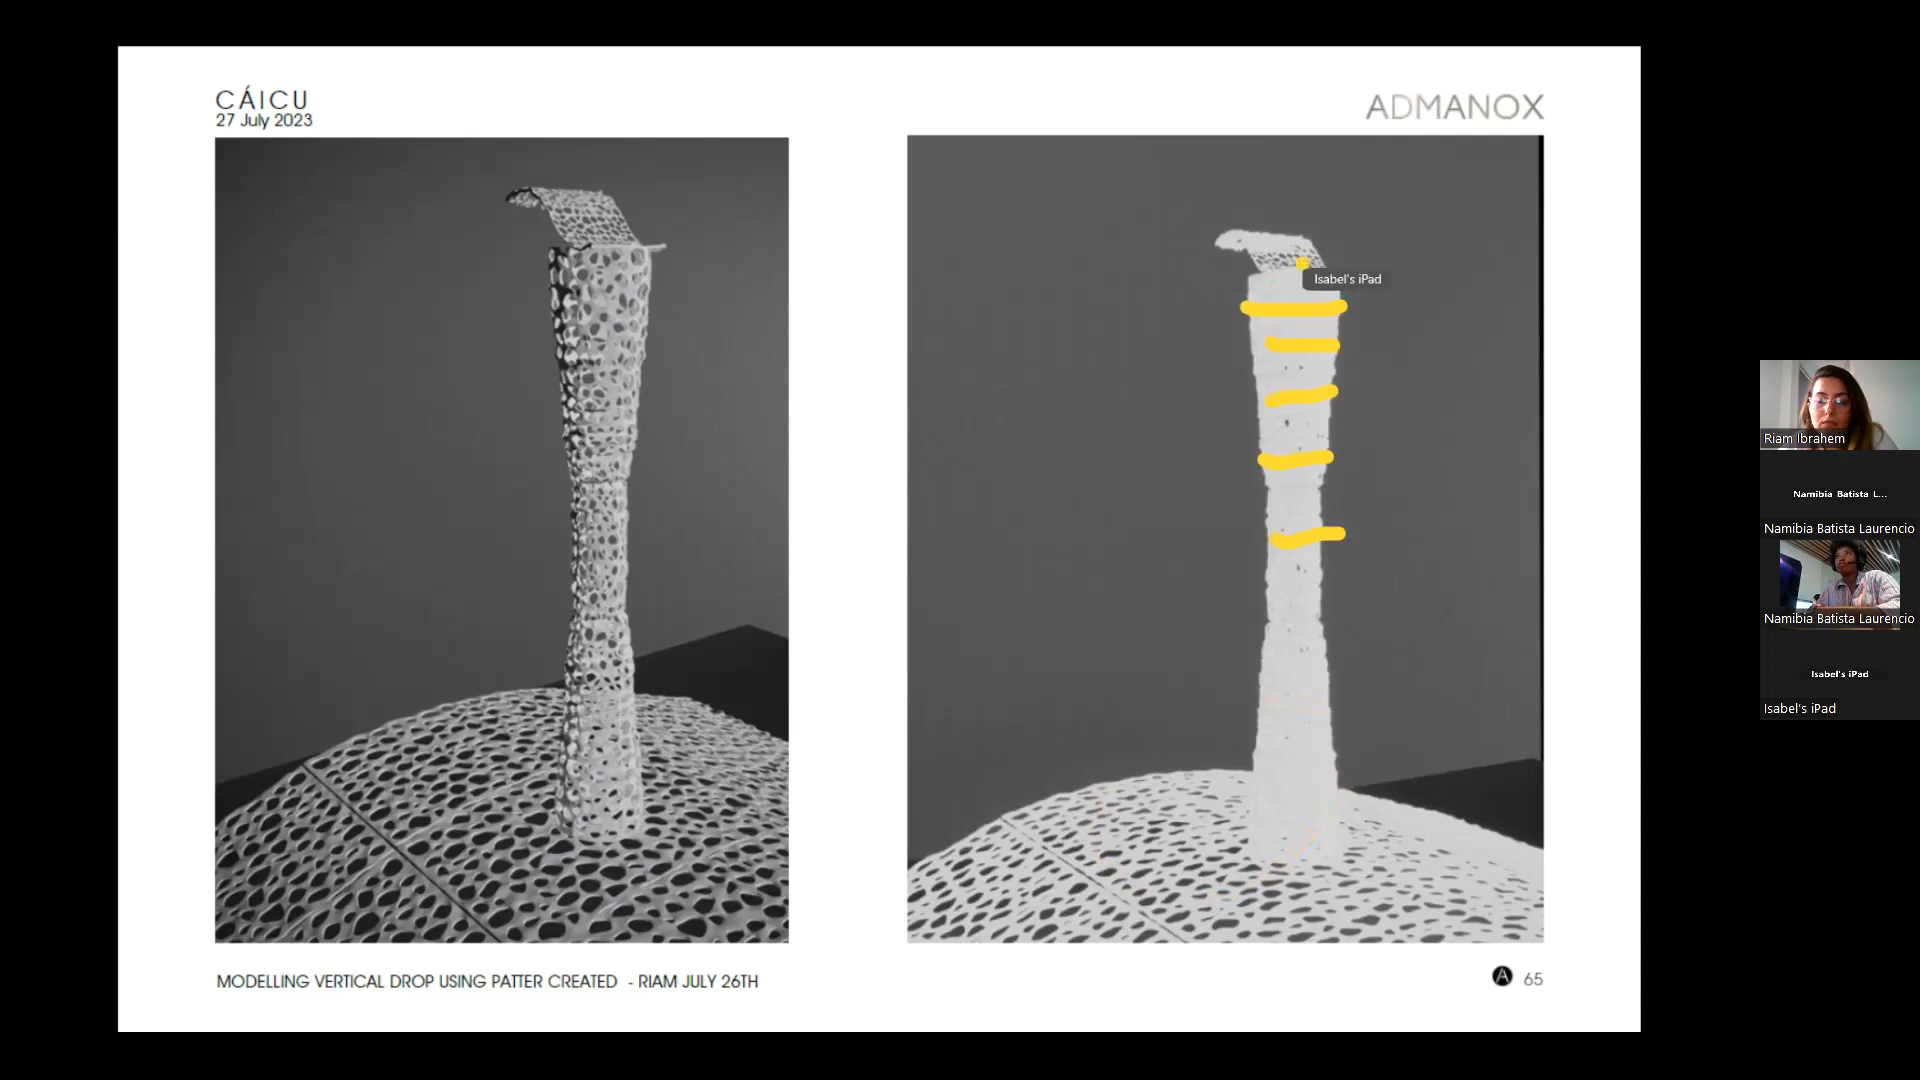 CÁICU
27 July 2023
ADMANOX
Isabel's iPad
MODELLING VERTICAL DROP USING PATTER CREATED - RIAM JULY 26TH
A 65
Riam Ibrahem
Namibia Batista L...
Namibia Batista Laurencio
Namibia Batista Laurencio
Isabel's iPad
Isabel's iPad